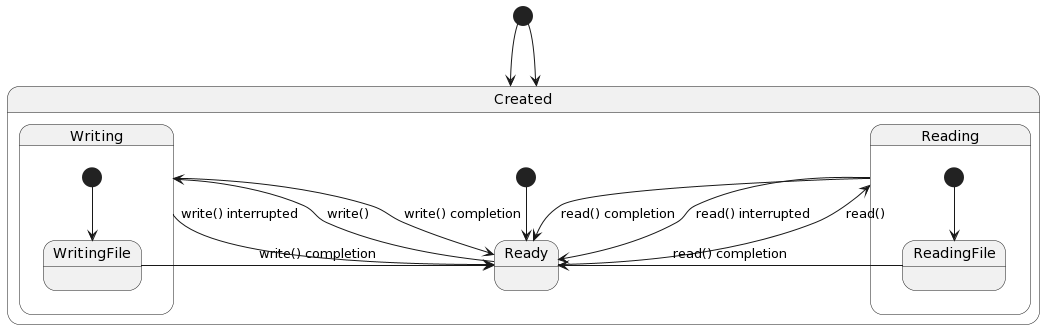 Created
Writing
Reading
write() interrupted
write()
write() completion
read() completion
read() interrupted
read()
WritingFile
write() completion
Ready
read() completion
ReadingFile